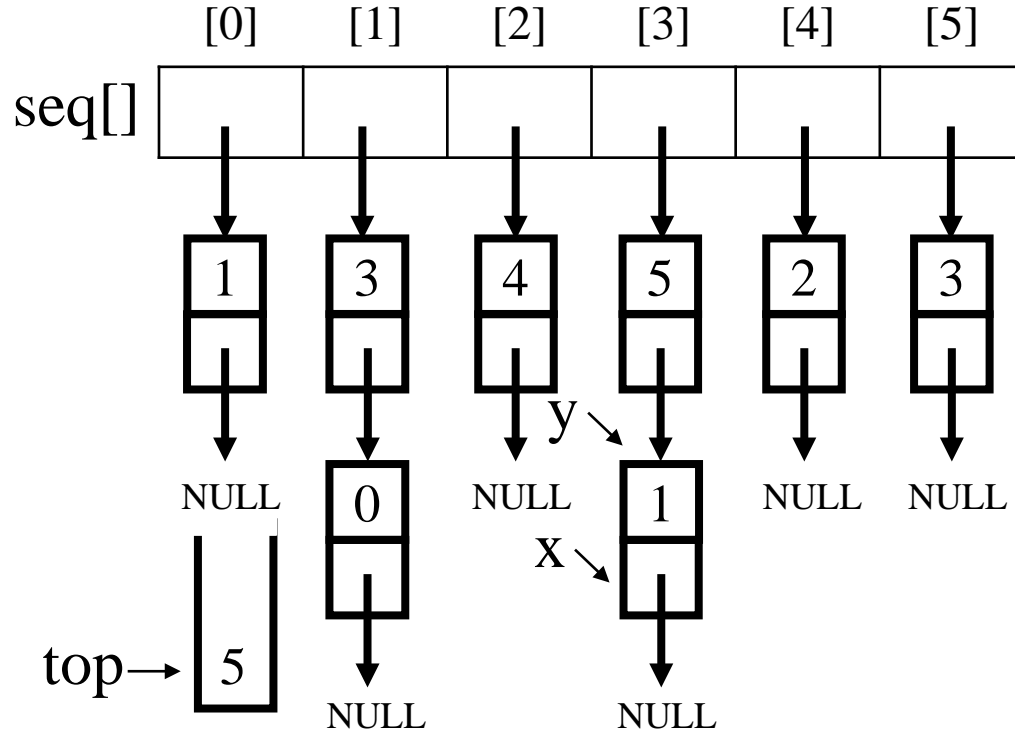 [0] [1] [2] [3] [4] [5]
seq[]
1 3 4 5 2 3
y
NULL 0 NULL 1 NULL NULL
x
top 5
NULL NULL